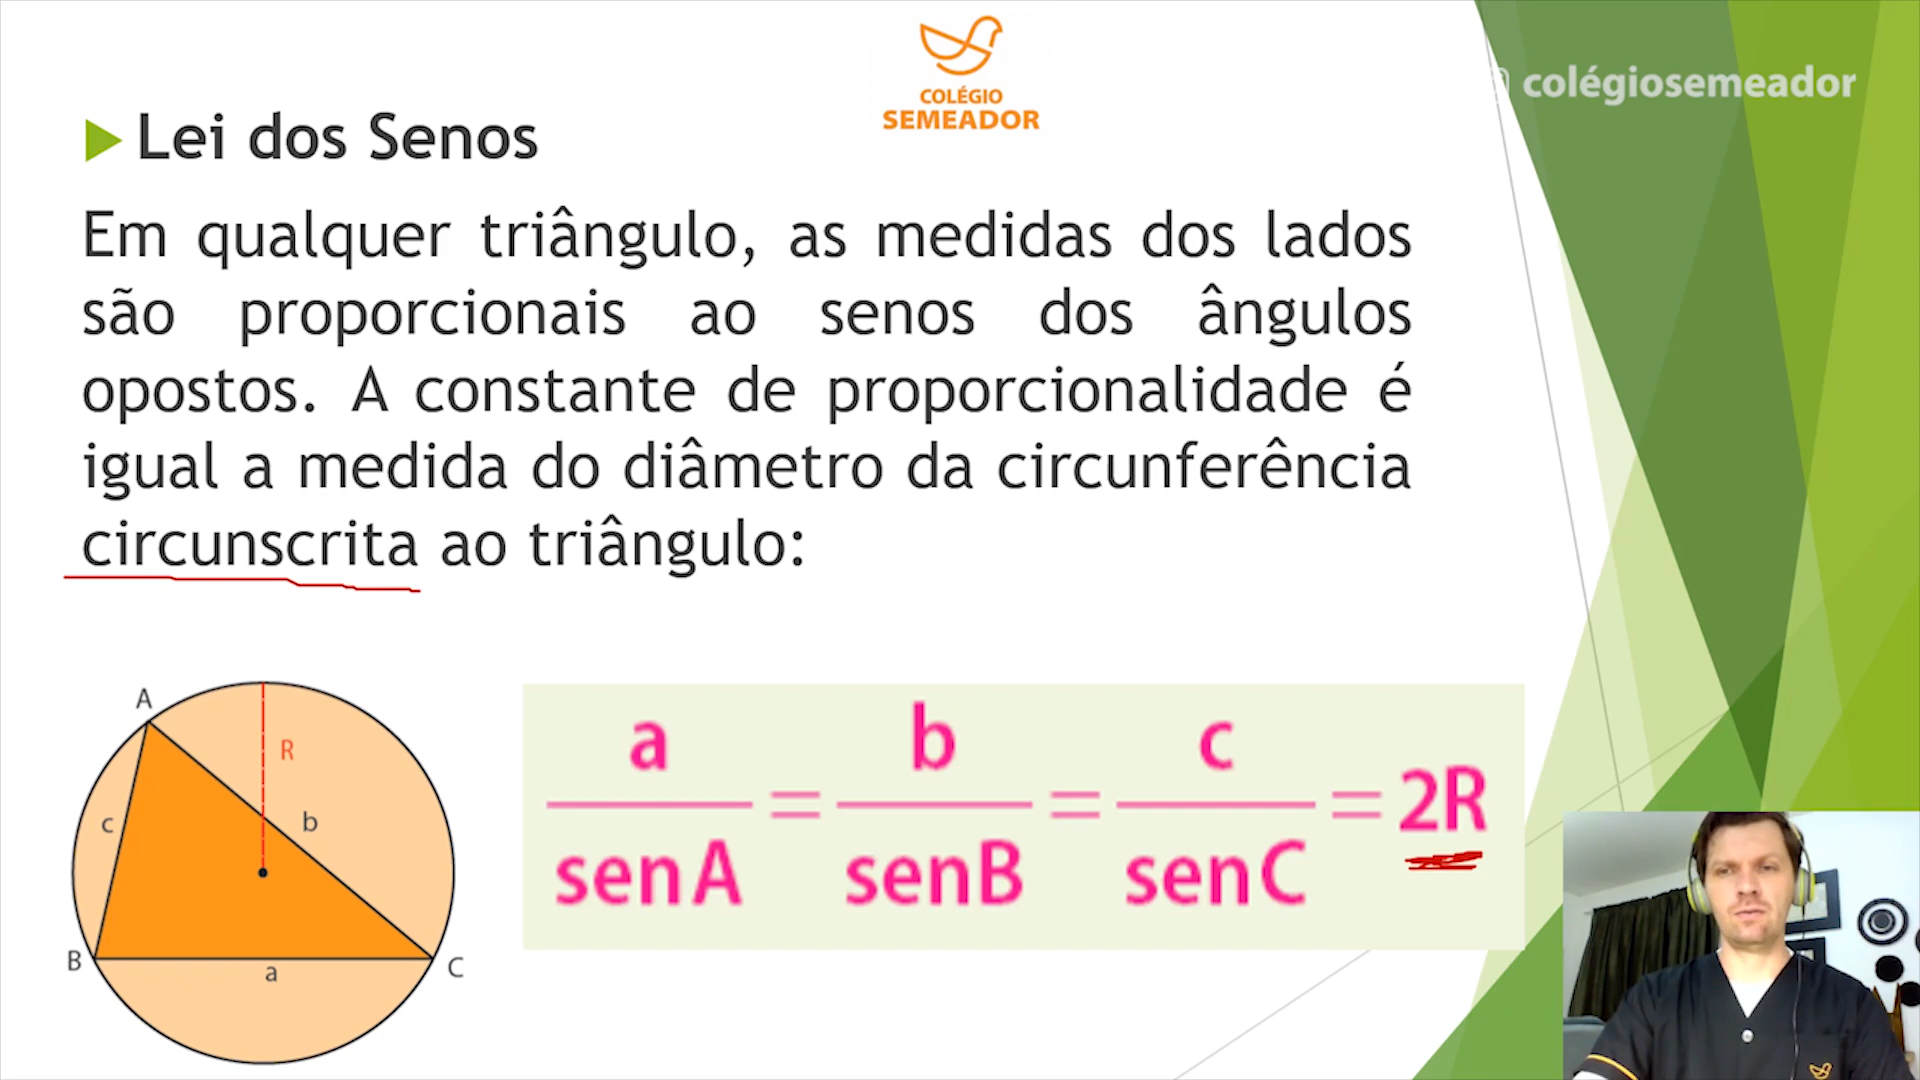 COLÉGIO
SEMEADOR
colégiosemeador
Lei dos Senos
Em qualquer triângulo, as medidas dos lados
são proporcionais ao senos dos ângulos
opostos. A constante de proporcionalidade é
igual a medida do diâmetro da circunferência
circunscrita ao triângulo:
A
R
c
b
B
a
C
a b c
= = = 2R
senA senB senC